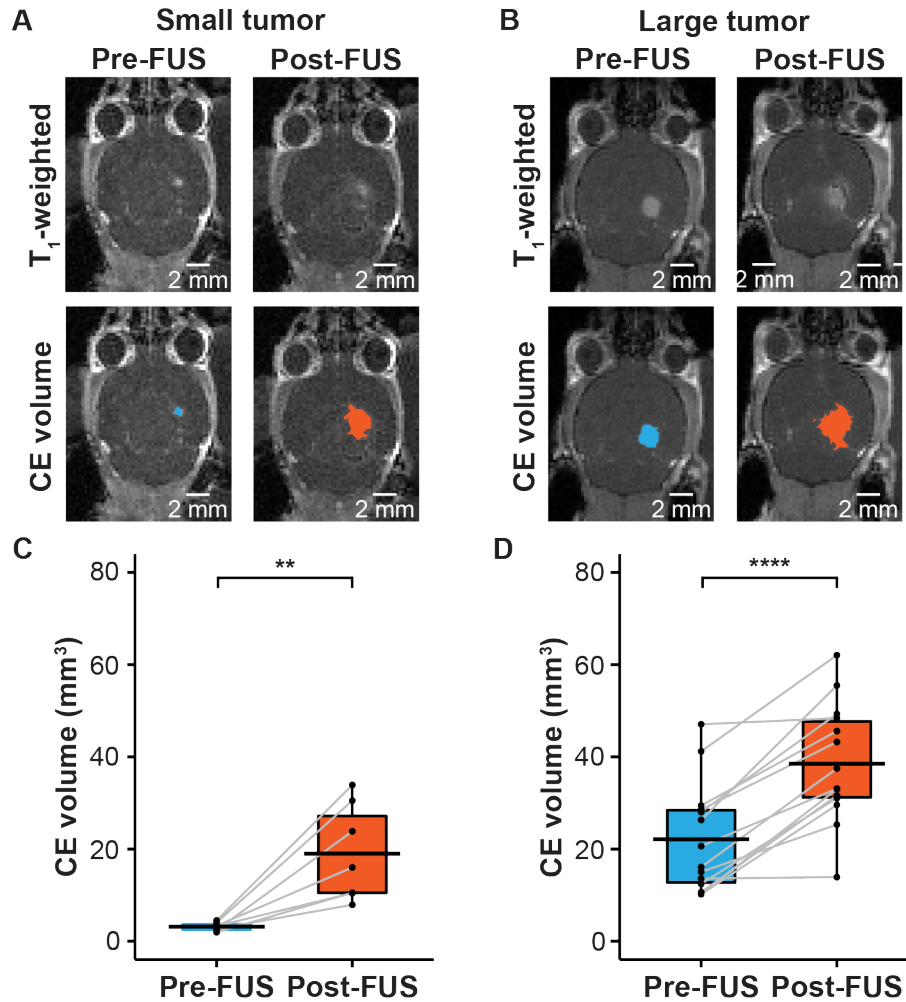 A Small tumor
Pre-FUS Post-FUS
T1-weighted
2 mm 2 mm
CE volume
2 mm 2 mm
B Large tumor
Pre-FUS Post-FUS
T1-weighted
2 mm 2 mm 2 mm
CE volume
2 mm 2 mm
C
**
CE volume (mm³)
80
60
40
20
0
Pre-FUS Post-FUS
D
****
CE volume (mm³)
80
60
40
20
0
Pre-FUS Post-FUS